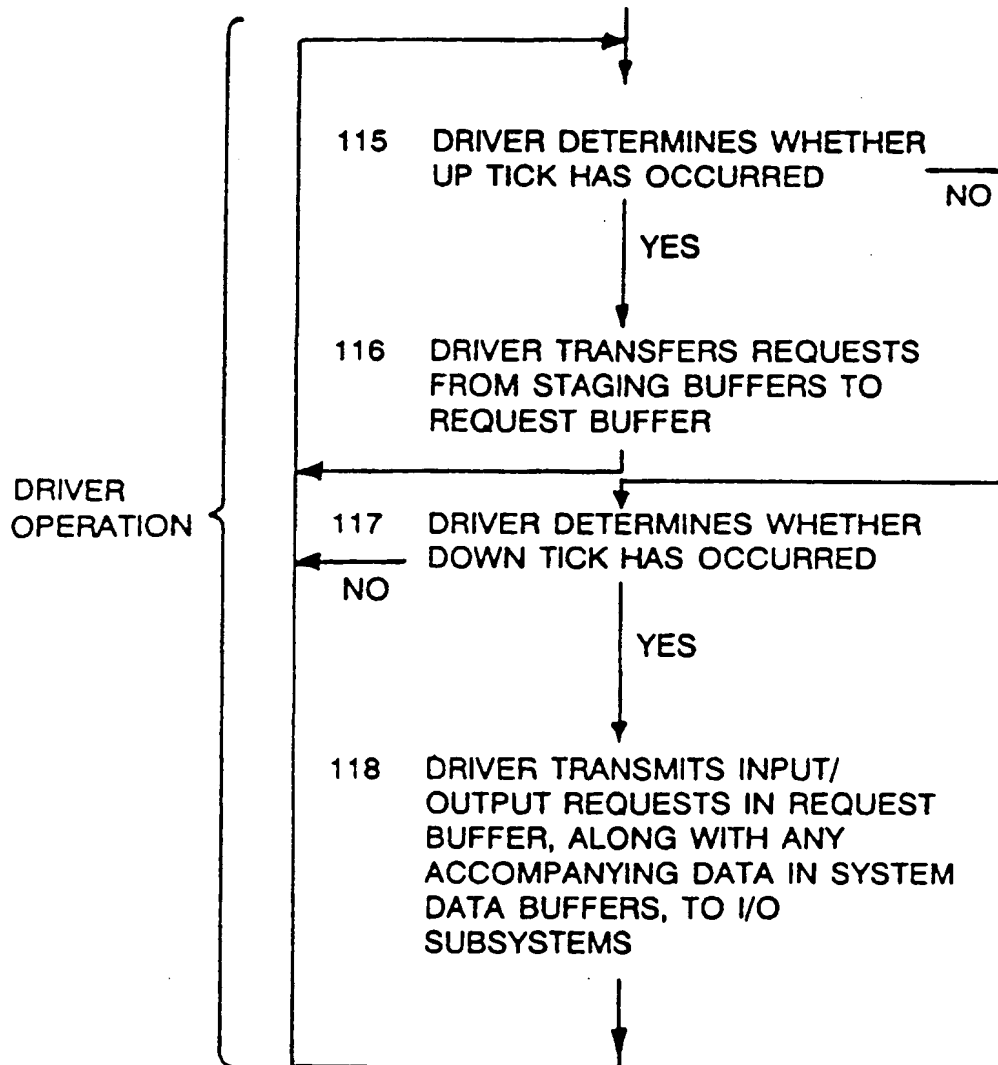 115 DRIVER DETERMINES WHETHER
UP TICK HAS OCCURRED
NO
YES
116 DRIVER TRANSFERS REQUESTS
FROM STAGING BUFFERS TO
REQUEST BUFFER
DRIVER
OPERATION
117 DRIVER DETERMINES WHETHER
DOWN TICK HAS OCCURRED
NO
YES
118 DRIVER TRANSMITS INPUT/
OUTPUT REQUESTS IN REQUEST
BUFFER, ALONG WITH ANY
ACCOMPANYING DATA IN SYSTEM
DATA BUFFERS, TO I/O
SUBSYSTEMS